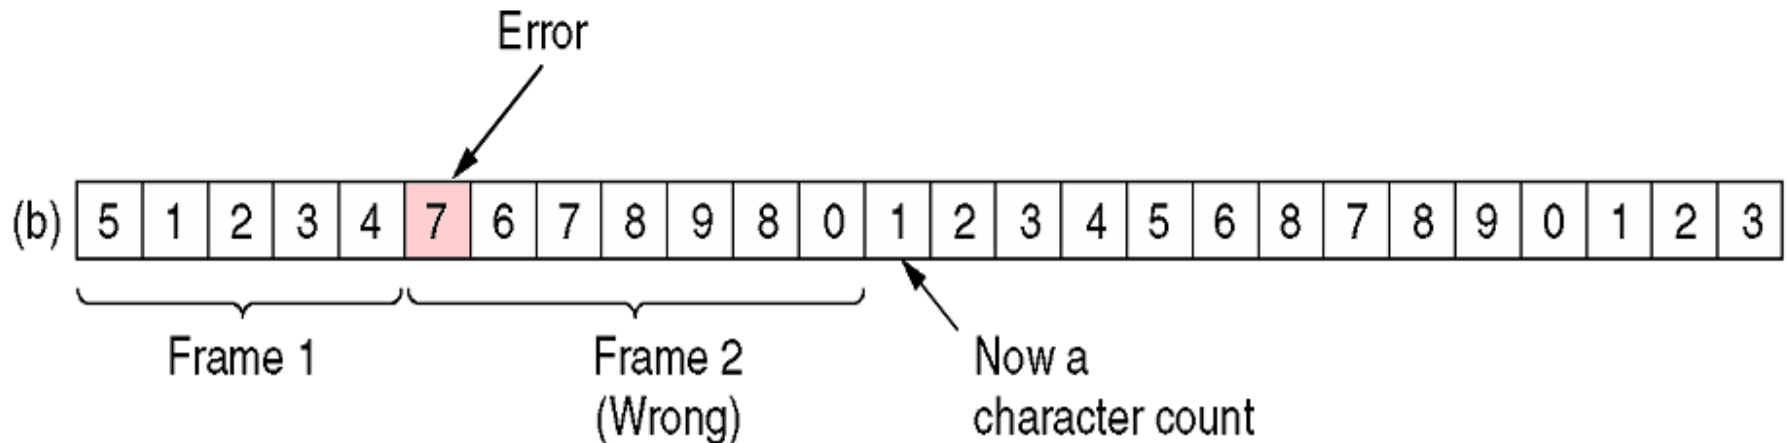 Error
(b) 5 1 2 3 4 7 6 7 8 9 8 0 1 2 3 4 5 6 8 7 8 9 0 1 2 3
Frame 1 Frame 2 Now a
(Wrong) character count